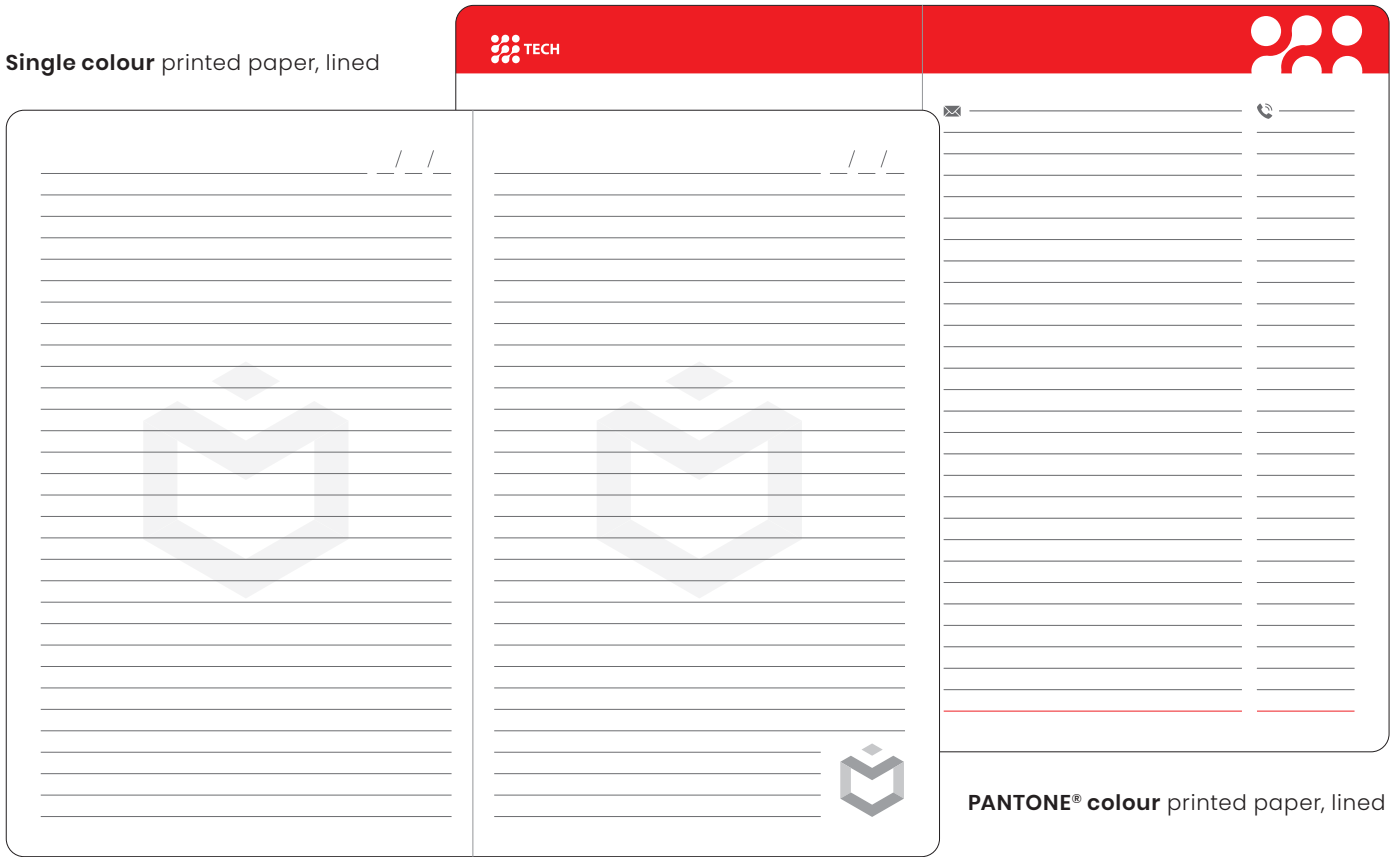 Single colour printed paper, lined
TECH
/ /
/ /
PANTONE® colour printed paper, lined